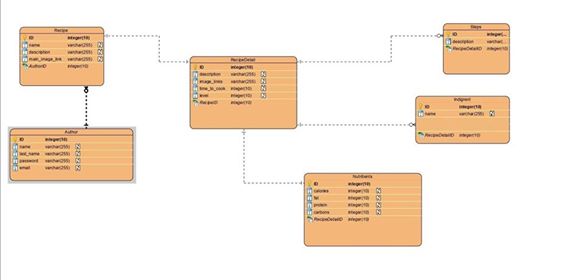 Recipe
ID integer(10)
name varchar(255) N
description varchar(255) N
main_image_link varchar(255) N
AuthorID integer(10)
Author
ID integer(10)
name varchar(255) N
last_name varchar(255) N
password varchar(255) N
email varchar(255) N
RecipeDetail
ID integer(10)
description varchar(255) N
image_links varchar(255) N
time_to_cook integer(10) N
level integer(10) N
RecipeID integer(10)
Steps
ID integer(...
description varchar(...
RecipeDetailID integer(10)
Indigrent
ID integer(10)
name varchar(255) N
RecipeDetailID integer(10)
Nutribents
ID integer(10)
calories integer(10) N
fat integer(10) N
protein integer(10) N
carbons integer(10) N
RecipeDetailID integer(10)